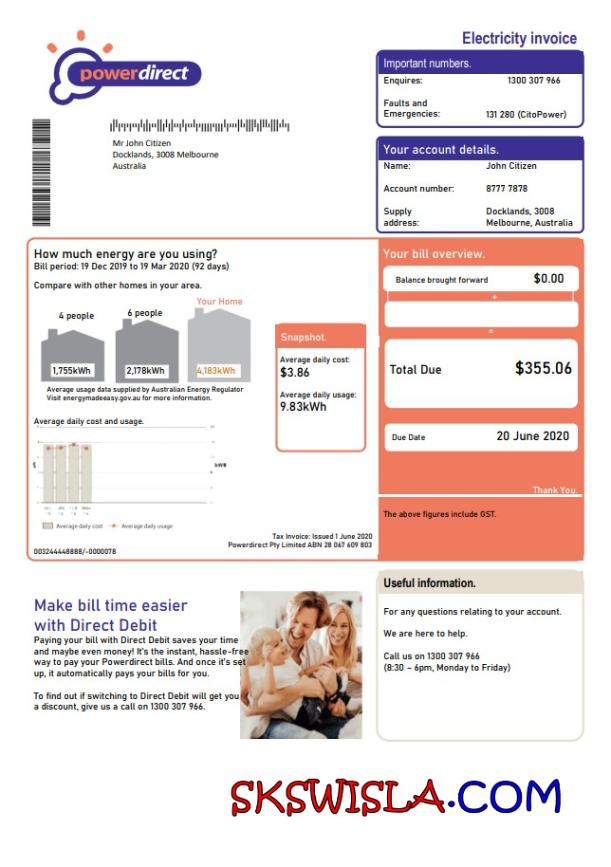 Electricity invoice
powerdirect
Important numbers.
Enquires: 1300 307 966
Faults and
Emergencies: 131 280 (CitoPower)
Mr John Citizen
Docklands, 3008 Melbourne
Australia
Your account details.
Name: John Citizen
Account number: 8777 7878
Supply Docklands, 3008
address: Melbourne, Australia
How much energy are you using?
Bill period: 19 Dec 2019 to 19 Mar 2020 (92 days)
Compare with other homes in your area.
4 people
6 people
Your Home
1,755kWh
2,178kWh
4,183kWh
Average usage data supplied by Australian Energy Regulator
Visit energymadeeasy.gov.au for more information.
Snapshot.
Average daily cost:
$3.86
Average daily usage:
9.83kWh
Average daily cost and usage.
$
kWh
Average daily cost
Average daily usage
Tax Invoice: Issued 1 June 2020
Powerdirect Pty Limited ABN 28 067 609 803
003244448888/-0000078
Your bill overview.
Balance brought forward $0.00
+
=
Total Due $355.06
Due Date 20 June 2020
Thank You.
The above figures include GST.
Make bill time easier
with Direct Debit
Paying your bill with Direct Debit saves your time
and maybe even money! It's the instant, hassle-free
way to pay your Powerdirect bills. And once it's set
up, it automatically pays your bills for you.
To find out if switching to Direct Debit will get you
a discount, give us a call on 1300 307 966.
Useful information.
For any questions relating to your account.
We are here to help.
Call us on 1300 307 966
(8:30 – 6pm, Monday to Friday)
SKSWISLA.COM